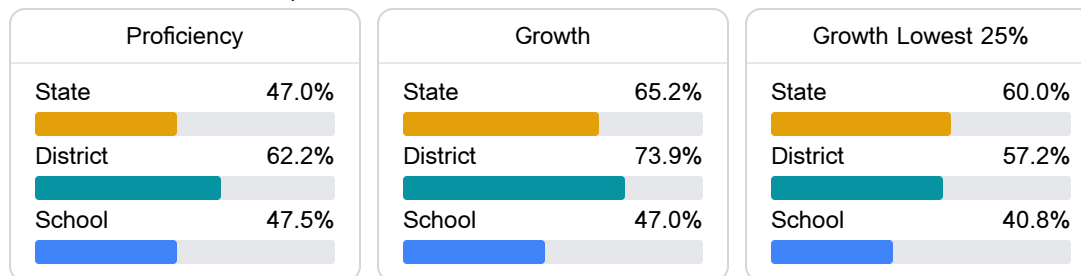 Proficiency
State 47.0%
District 62.2%
School 47.5%
Growth
State 65.2%
District 73.9%
School 47.0%
Growth Lowest 25%
State 60.0%
District 57.2%
School 40.8%